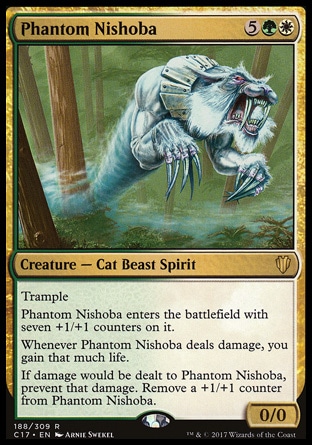 Phantom Nishoba 5
Creature — Cat Beast Spirit
Trample
Phantom Nishoba enters the battlefield with
seven +1/+1 counters on it.
Whenever Phantom Nishoba deals damage, you
gain that much life.
If damage would be dealt to Phantom Nishoba,
prevent that damage. Remove a +1/+1 counter
from Phantom Nishoba.
0/0
188/309 R
C17 • EN ARNIE SWEKEL
™ & © 2017 Wizards of the Coast